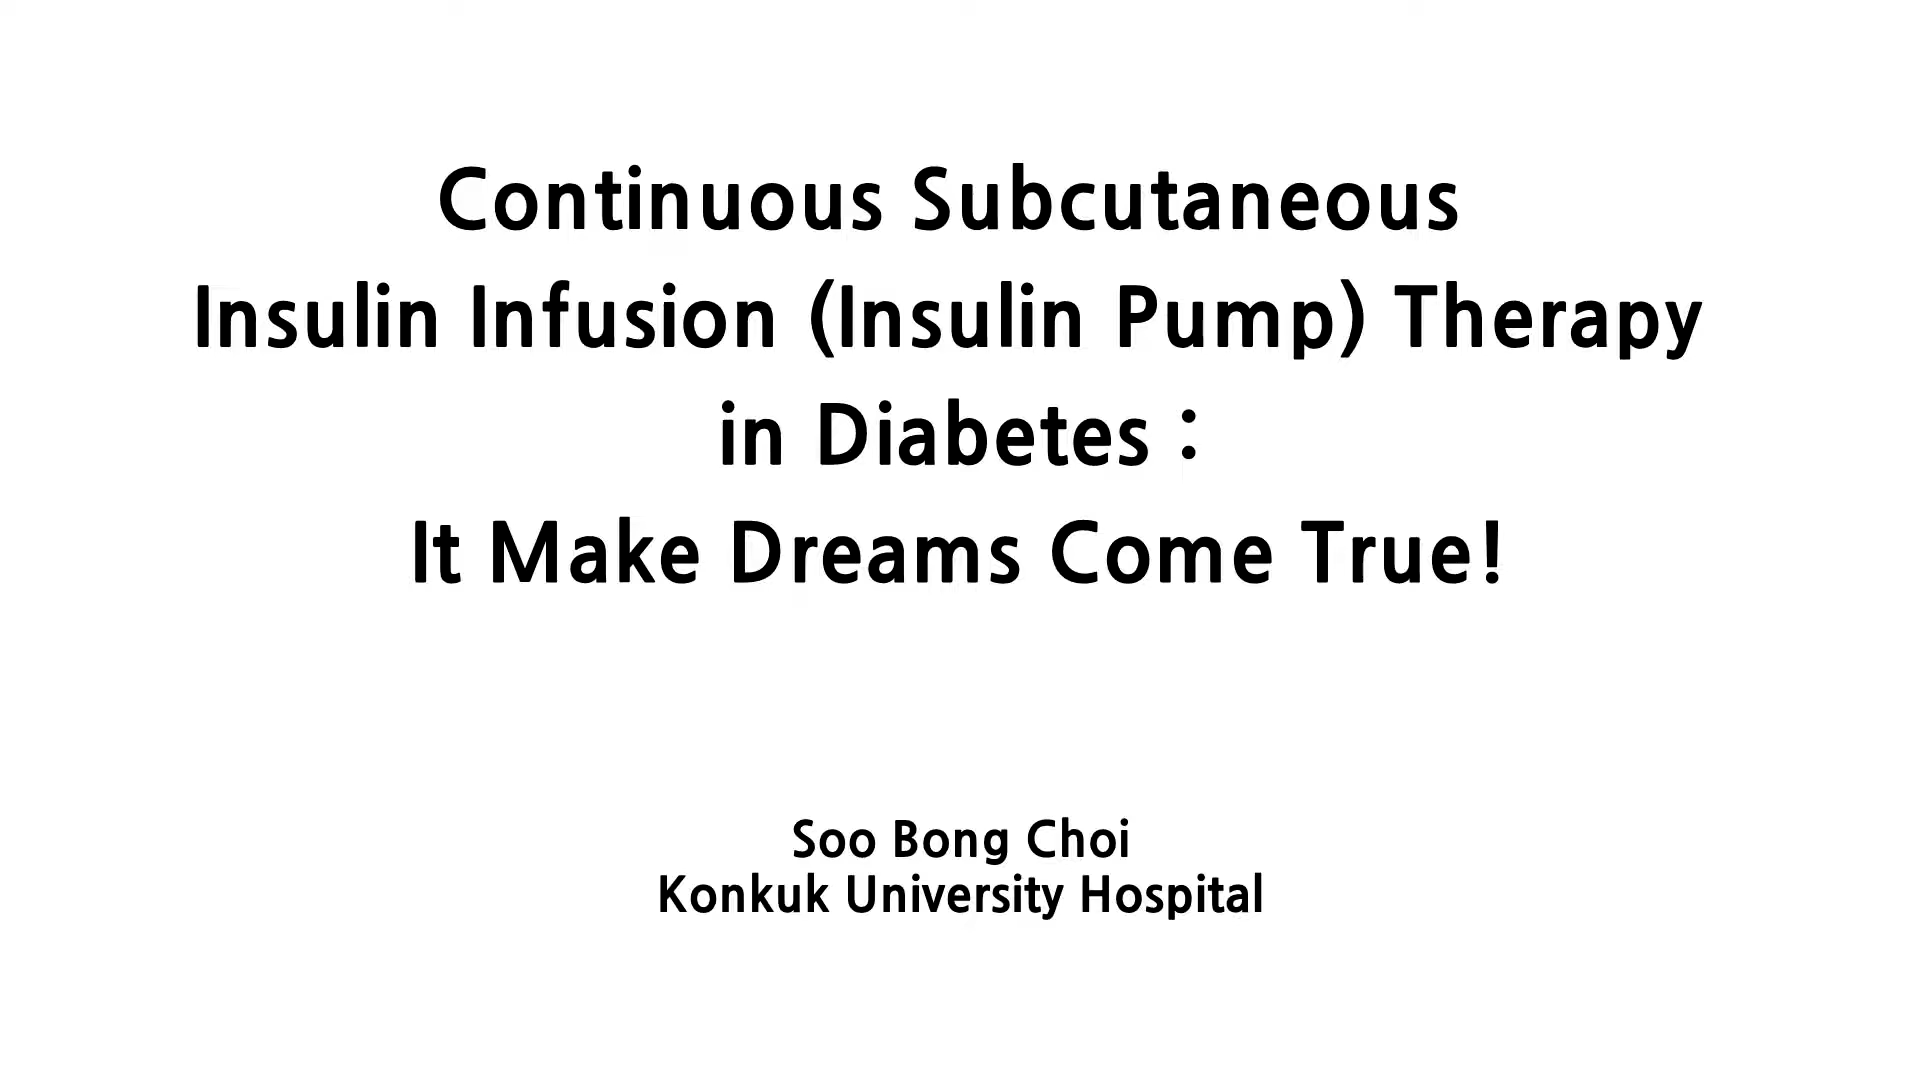 Continuous Subcutaneous
Insulin Infusion (Insulin Pump) Therapy
in Diabetes :
It Make Dreams Come True!
Soo Bong Choi
Konkuk University Hospital